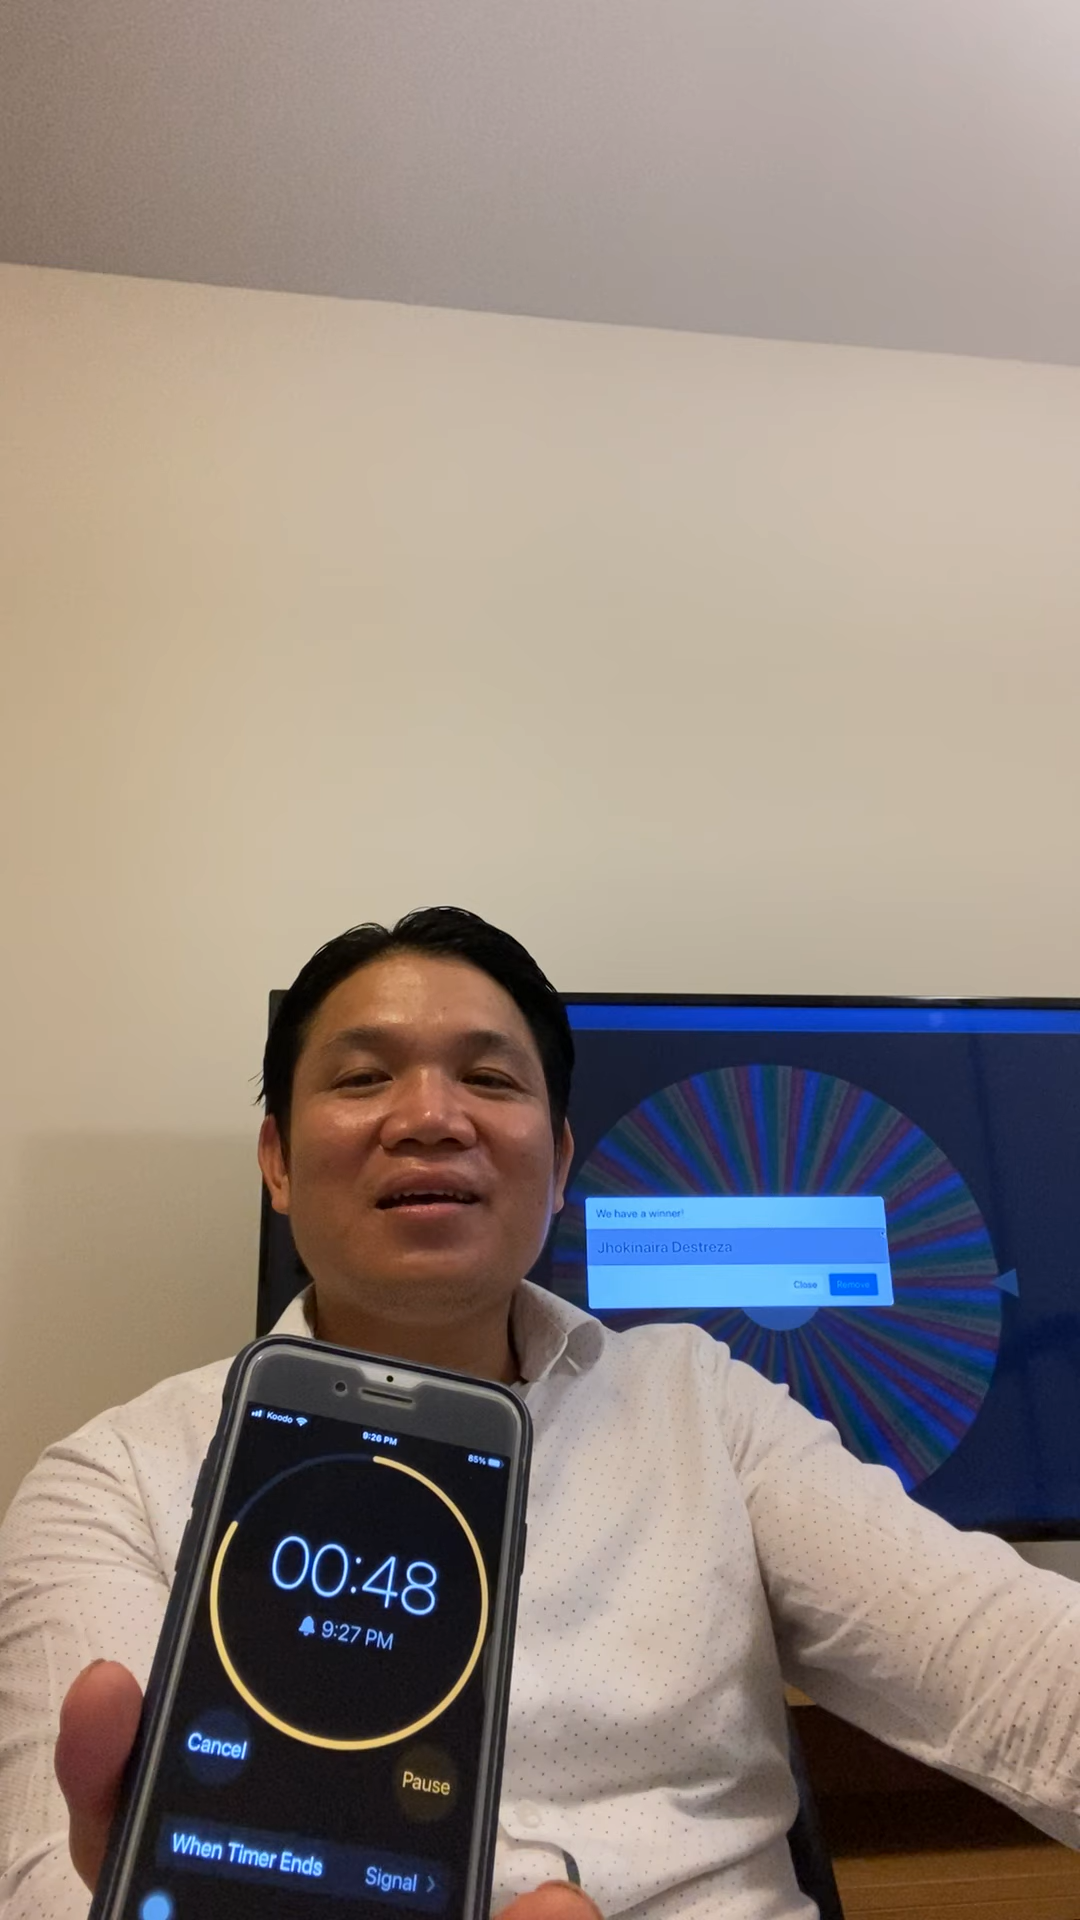 We have a winner!
Jhokinaira Destreza
Close Remove
Koodo
9:26 PM
85%
00:48
9:27 PM
Cancel
Pause
When Timer Ends
Signal